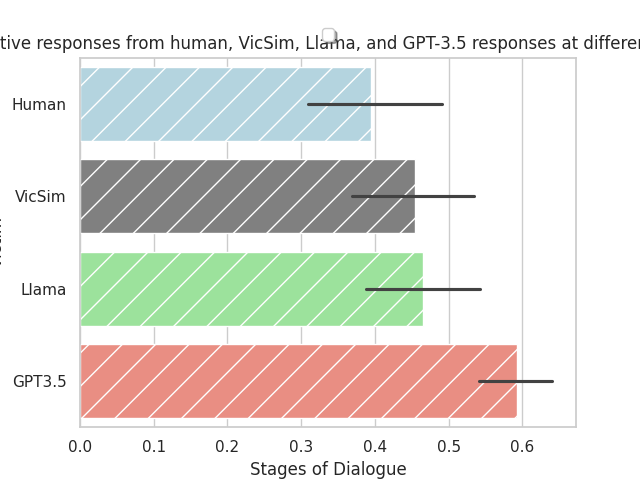 tive responses from human, VicSim, Llama, and GPT-3.5 responses at differen
Human
VicSim
Llama
GPT3.5
0.0 0.1 0.2 0.3 0.4 0.5 0.6
Stages of Dialogue